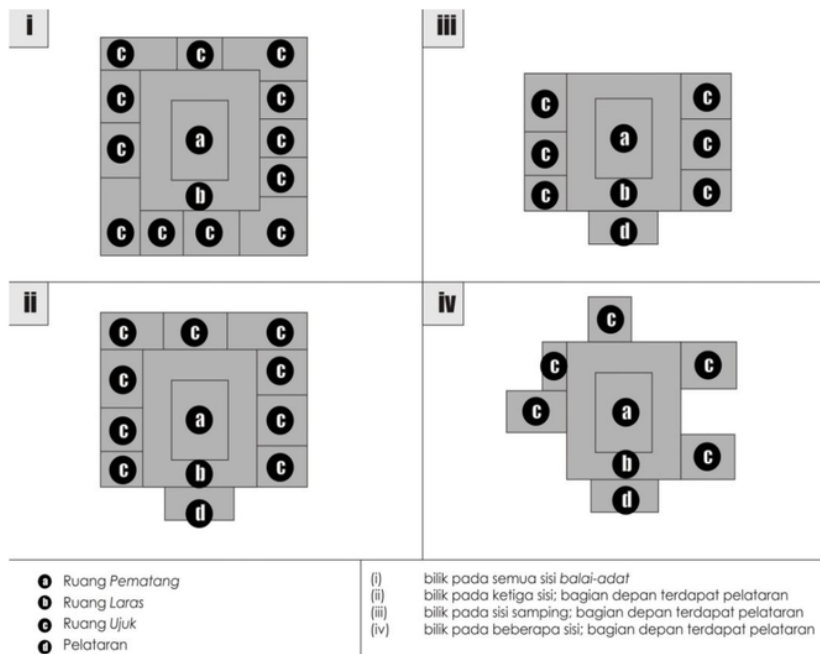 i
c c c
c c
c a c
c
b
c c c c
iii
c c
a
c c
c b c
d
ii
c c c
c c
c a c
c b c
d
iv
c
c c
c a
b c
d
a Ruang Pematang
b Ruang Laras
c Ruang Ujuk
d Pelataran
(i) bilik pada semua sisi balai-adat
(ii) bilik pada ketiga sisi; bagian depan terdapat pelataran
(iii) bilik pada sisi samping; bagian depan terdapat pelataran
(iv) bilik pada beberapa sisi; bagian depan terdapat pelataran